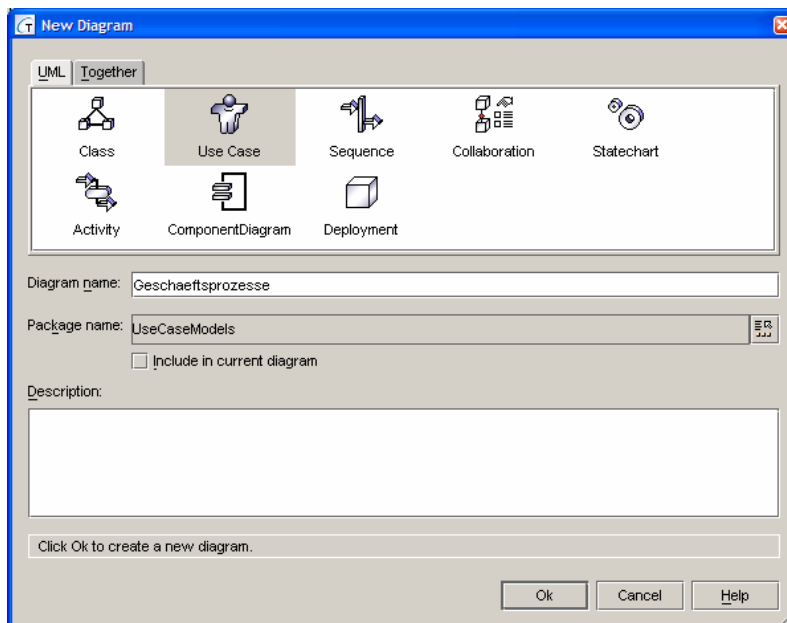 New Diagram
UML Together
Class Use Case Sequence Collaboration Statechart
Activity ComponentDiagram Deployment
Diagram name: Geschaeftsprozesse
Package name: UseCaseModels
Include in current diagram
Description:
Click Ok to create a new diagram.
Ok Cancel Help